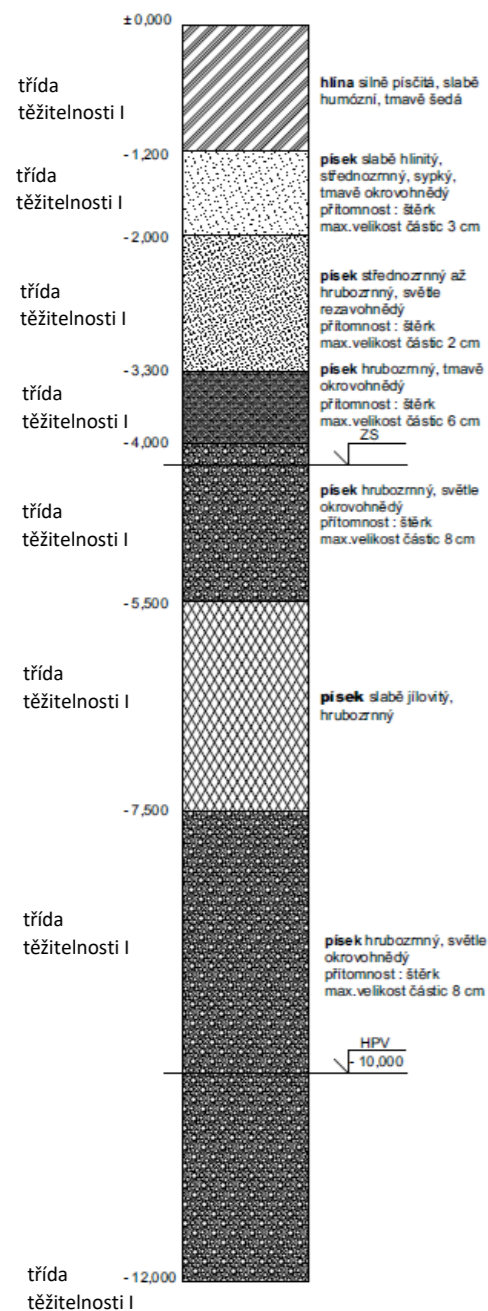 ±0,000
třída
těžitelnosti I
hlína silně písčitá, slabě
humózní, tmavě šedá
-1,200
třída
těžitelnosti I
písek slabě hlinitý,
střednozrnný, sypký,
tmavě okrovohnědý
přítomnost : štěrk
max.velikost částic 3 cm
-2,000
třída
těžitelnosti I
písek střednozrnný až
hrubozrnný, světle
rezavohnědý
přítomnost : štěrk
max.velikost částic 2 cm
-3,300
třída
těžitelnosti I
písek hrubozrnný, tmavě
okrovohnědý
přítomnost : štěrk
max.velikost částic 6 cm
-4,000
ZS
třída
těžitelnosti I
písek hrubozrnný, světle
okrovohnědý
přítomnost : štěrk
max.velikost částic 8 cm
-5,500
třída
těžitelnosti I
písek slabě jílovitý,
hrubozrnný
-7,500
třída
těžitelnosti I
písek hrubozrnný, světle
okrovohnědý
přítomnost : štěrk
max.velikost částic 8 cm
HPV
- 10,000
třída
těžitelnosti I
-12,000